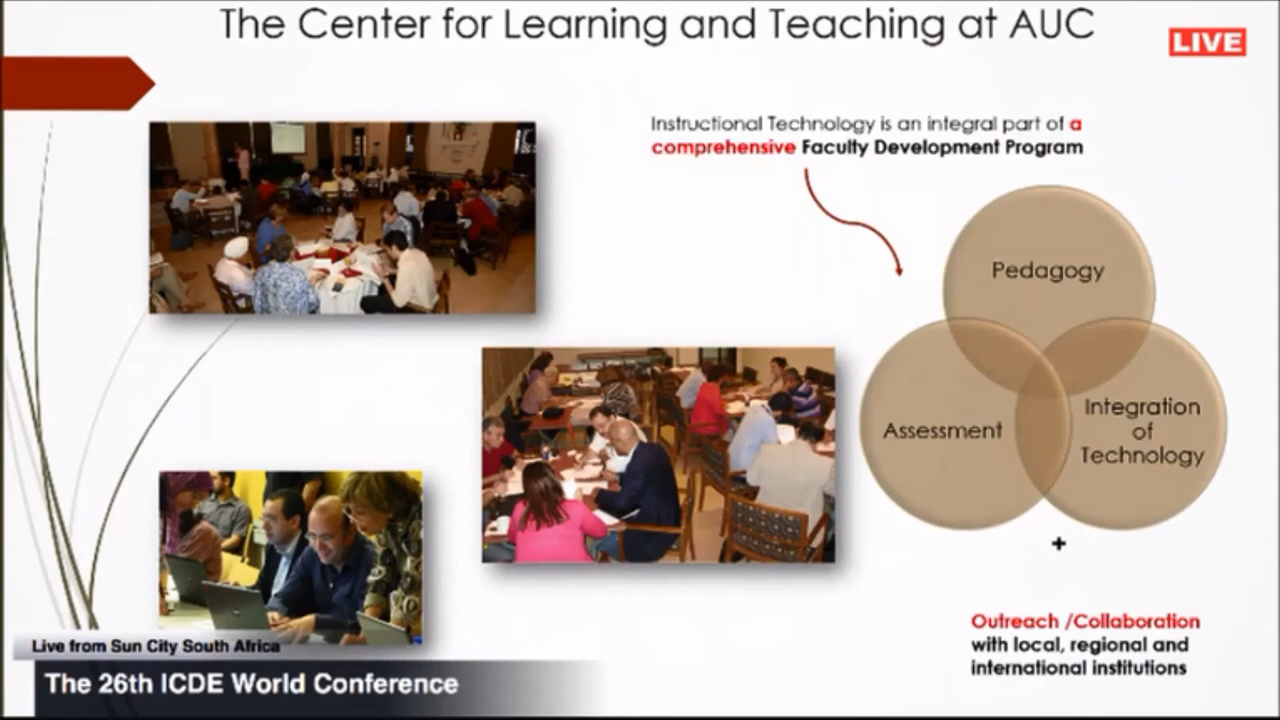 The Center for Learning and Teaching at AUC
LIVE
Instructional Technology is an integral part of a
comprehensive Faculty Development Program
Pedagogy
Assessment
Integration
of
Technology
+
Outreach /Collaboration
with local, regional and
international institutions
Live from Sun City South Africa
The 26th ICDE World Conference